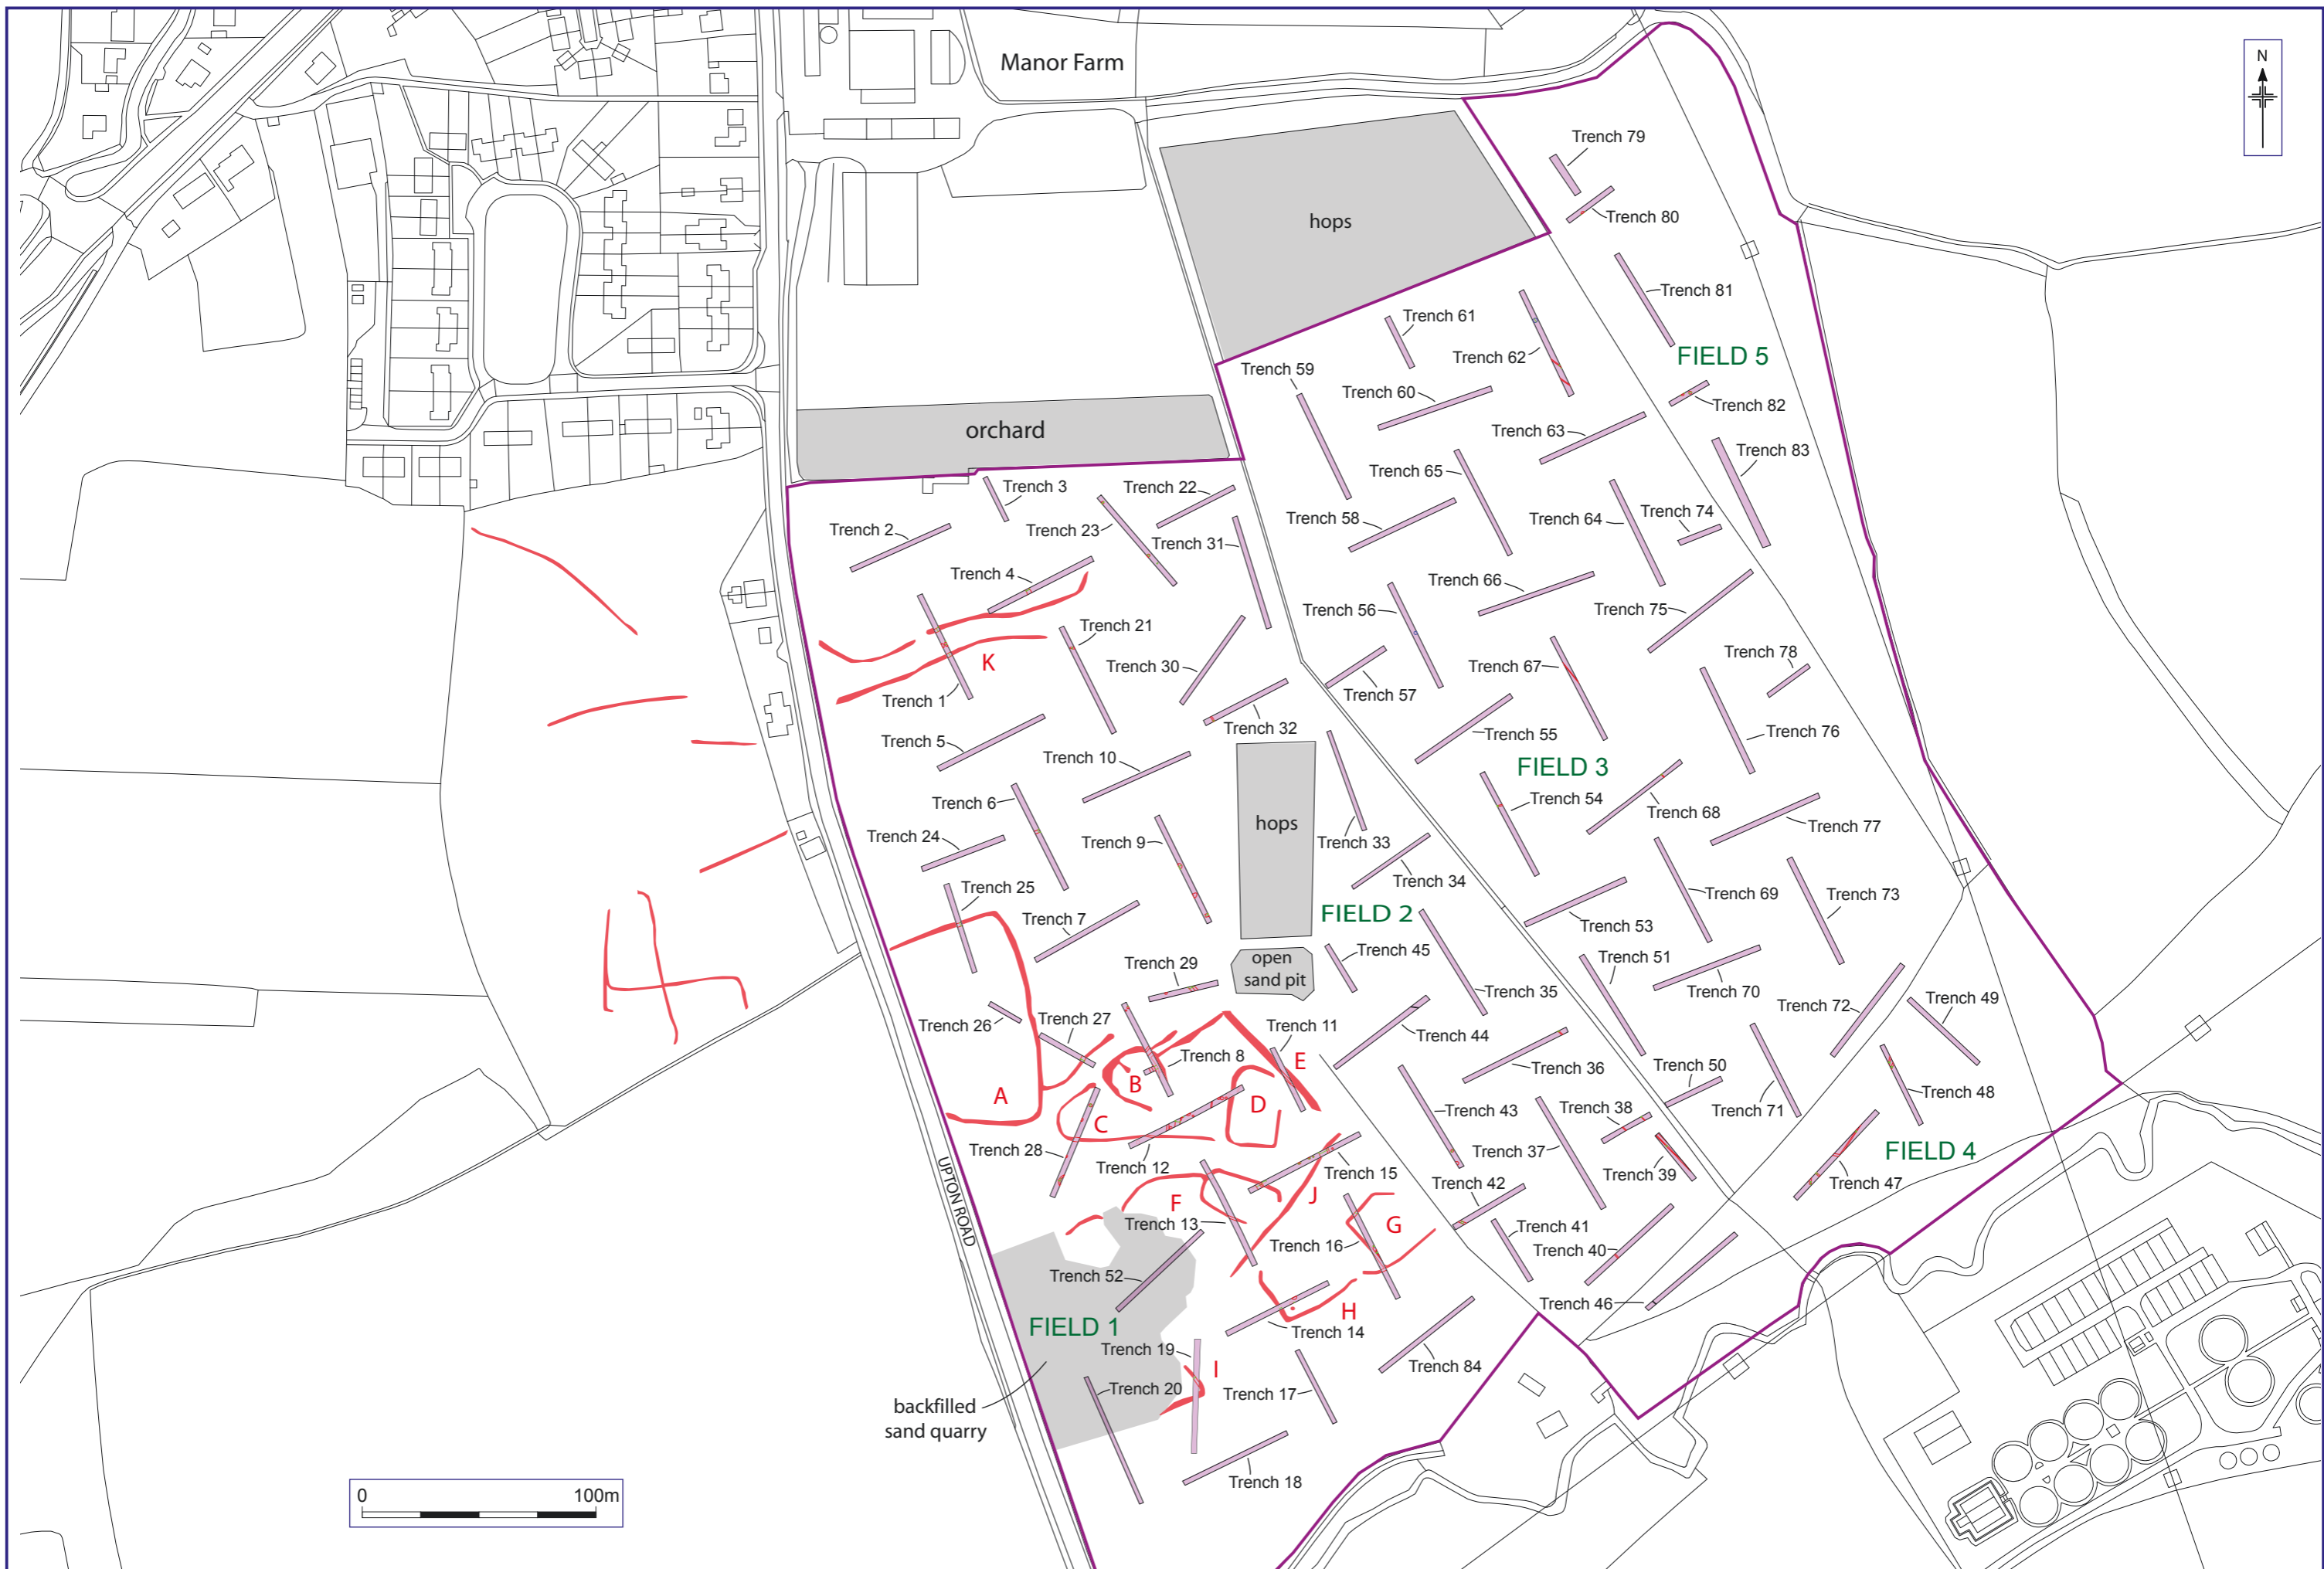 Manor Farm
N
Trench 79
hops
Trench 80
Trench 81
Trench 61
Trench 62
FIELD 5
Trench 59
Trench 60
Trench 82
orchard
Trench 63
Trench 83
Trench 65
Trench 3
Trench 22
Trench 2
Trench 23
Trench 58
Trench 64
Trench 74
Trench 31
Trench 4
Trench 66
Trench 56
Trench 75
Trench 21
K
Trench 30
Trench 67
Trench 78
Trench 1
Trench 57
Trench 32
Trench 55
Trench 76
Trench 5
Trench 10
FIELD 3
Trench 6
Trench 54
Trench 68
hops
Trench 77
Trench 24
Trench 9
Trench 33
Trench 25
Trench 34
Trench 69
Trench 73
Trench 7
FIELD 2
Trench 53
Trench 29
open
sand pit
Trench 45
Trench 51
Trench 35
Trench 70
Trench 72
Trench 49
Trench 26
Trench 27
Trench 11
Trench 44
Trench 8
E
B
Trench 36
Trench 50
A
D
Trench 48
C
Trench 43
Trench 38
Trench 71
Trench 28
Trench 37
FIELD 4
Trench 12
Trench 15
Trench 39
Trench 42
Trench 47
UPTON ROAD
F
J
Trench 13
G
Trench 41
Trench 16
Trench 40
Trench 52
H
Trench 46
FIELD 1
Trench 14
Trench 19
I
Trench 84
Trench 20
Trench 17
backfilled
sand quarry
Trench 18
0 100m